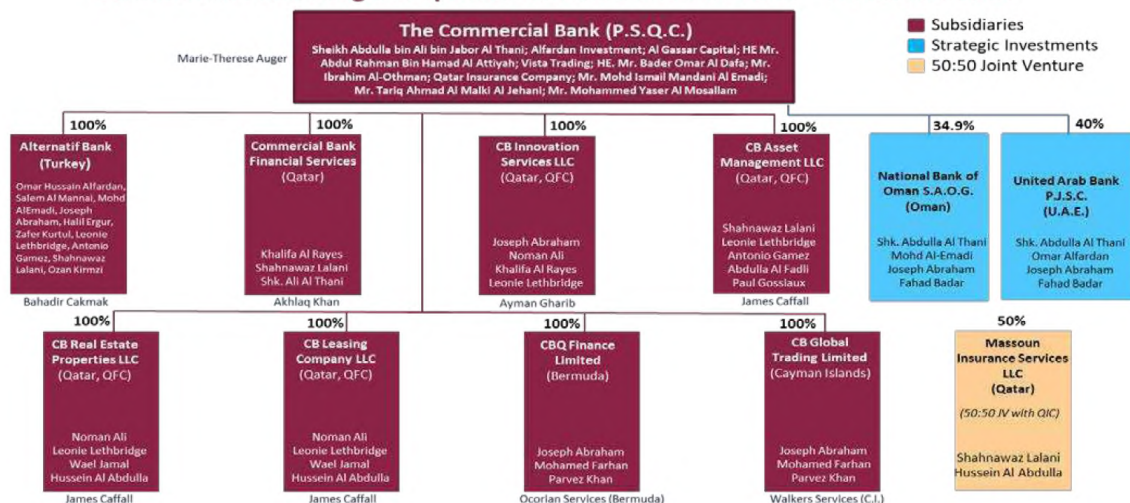 The Commercial Bank (P.S.Q.C.)
Sheikh Abdulla bin Ali bin Jabor Al Thani; Alfardan Investment; Al Gassar Capital; HE Mr.
Abdul Rahman Bin Hamad Al Attiyah; Vista Trading; HE. Mr. Bader Omar Al Dafa; Mr.
Ibrahim Al-Othman; Qatar Insurance Company; Mr. Mohd Ismail Mandani Al Emadi;
Mr. Tariq Ahmad Al Malki Al Jehani; Mr. Mohammed Yaser Al Mosallam
Marie-Therese Auger
Subsidiaries
Strategic Investments
50:50 Joint Venture
100%
Alternatif Bank
(Turkey)
Omar Hussain Alfardan,
Salem Al Mannai, Mohd
AlEmadi, Joseph
Abraham, Halil Ergur,
Zafer Kurtul, Leonie
Lethbridge, Antonio
Gamez, Shahnawaz
Lalani, Ozan Kirmzi
Bahadir Cakmak
100%
Commercial Bank
Financial Services
(Qatar)
Khalifa Al Rayes
Shahnawaz Lalani
Shk. Ali Al Thani
Akhlaq Khan
100%
CB Innovation
Services LLC
(Qatar, QFC)
Joseph Abraham
Noman Ali
Khalifa Al Rayes
Leonie Lethbridge
Ayman Gharib
100%
CB Asset
Management LLC
(Qatar, QFC)
Shahnawaz Lalani
Leonie Lethbridge
Antonio Gamez
Abdulla Al Fadli
Paul Gossiaux
James Caffall
34.9%
National Bank of
Oman S.A.O.G.
(Oman)
Shk. Abdulla Al Thani
Mohd Al-Emadi
Joseph Abraham
Fahad Badar
40%
United Arab Bank
P.J.S.C.
(U.A.E.)
Shk. Abdulla Al Thani
Omar Alfardan
Joseph Abraham
Fahad Badar
100%
CB Real Estate
Properties LLC
(Qatar, QFC)
Noman Ali
Leonie Lethbridge
Wael Jamal
Hussein Al Abdulla
James Caffall
100%
CB Leasing
Company LLC
(Qatar, QFC)
Noman Ali
Leonie Lethbridge
Wael Jamal
Hussein Al Abdulla
James Caffall
100%
CBQ Finance
Limited
(Bermuda)
Joseph Abraham
Mohamed Farhan
Parvez Khan
Ocorian Services (Bermuda)
100%
CB Global
Trading Limited
(Cayman Islands)
Joseph Abraham
Mohamed Farhan
Parvez Khan
Walkers Services (C.I.)
50%
Massoun
Insurance Services
LLC
(Qatar)
(50:50 JV with QIC)
Shahnawaz Lalani
Hussein Al Abdulla